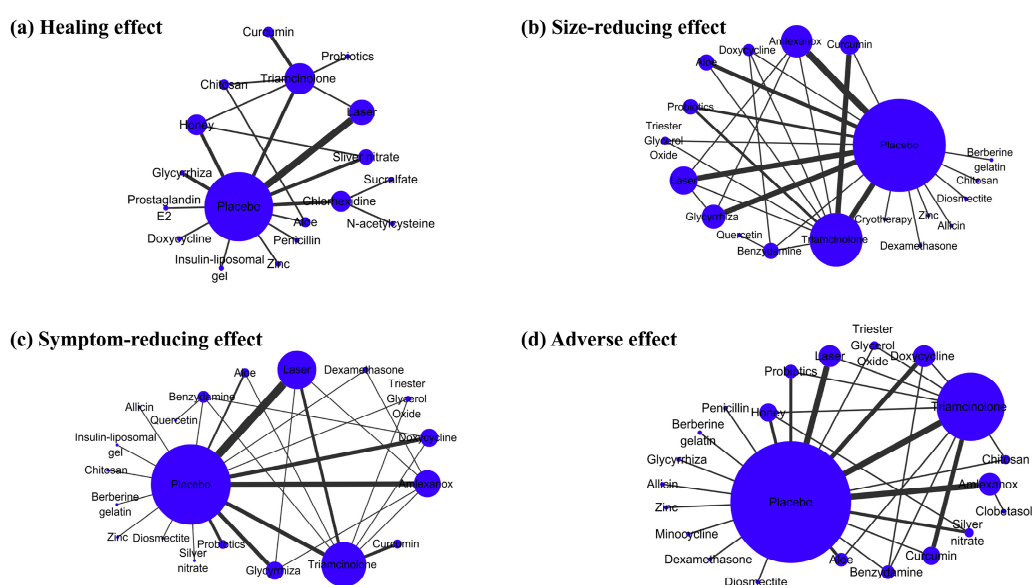 (a) Healing effect
Curcumin
Probiotics
Triamcinolone
Chitosan
Laser
Honey
Sliver nitrate
Glycyrrhiza
Sucralfate
Prostaglandin
E2
Placebo
Chlorhexidine
Aloe
N-acetylcysteine
Doxycycline
Penicillin
Insulin-liposomal
gel
Zinc
(b) Size-reducing effect
Amlexanox
Curcumin
Doxycycline
Aloe
Probiotics
Triester
Glycerol
Oxide
Placebo
Berberine
gelatin
Laser
Chitosan
Diosmectite
Glycyrrhiza
Zinc
Cryotherapy
Allicin
Quercetin
Triamcinolone
Benzydamine
Dexamethasone
(c) Symptom-reducing effect
Aloe
Laser
Dexamethasone
Triester
Glycerol
Oxide
Benzydamine
Allicin
Quercetin
Insulin-liposomal
gel
Doxycycline
Chitosan
Placebo
Amlexanox
Berberine
gelatin
Zinc
Diosmectite
Silver
nitrate
Probiotics
Curcumin
Glycyrrhiza
Triamcinolone
(d) Adverse effect
Triester
Glycerol
Oxide
Laser
Doxycycline
Probiotics
Penicillin
Honey
Triamcinolone
Berberine
gelatin
Glycyrrhiza
Chitosan
Allicin
Amlexanox
Zinc
Placebo
Clobetasol
Minocycline
Silver
nitrate
Dexamethasone
Aloe
Curcumin
Benzydamine
Diosmectite